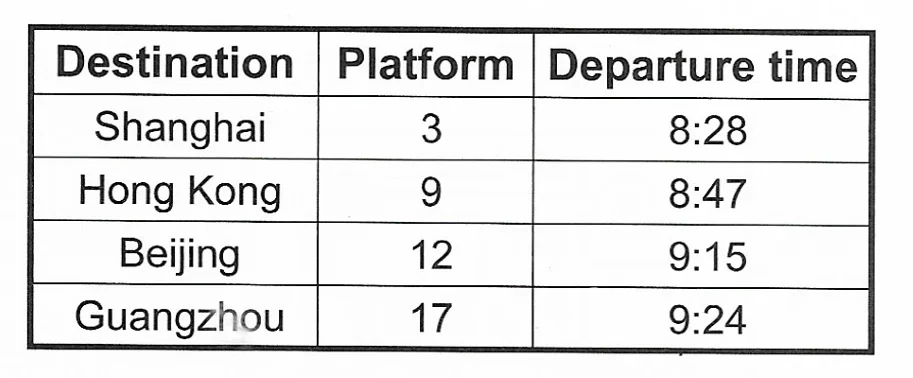 Destination Platform Departure time
Shanghai 3 8:28
Hong Kong 9 8:47
Beijing 12 9:15
Guangzhou 17 9:24